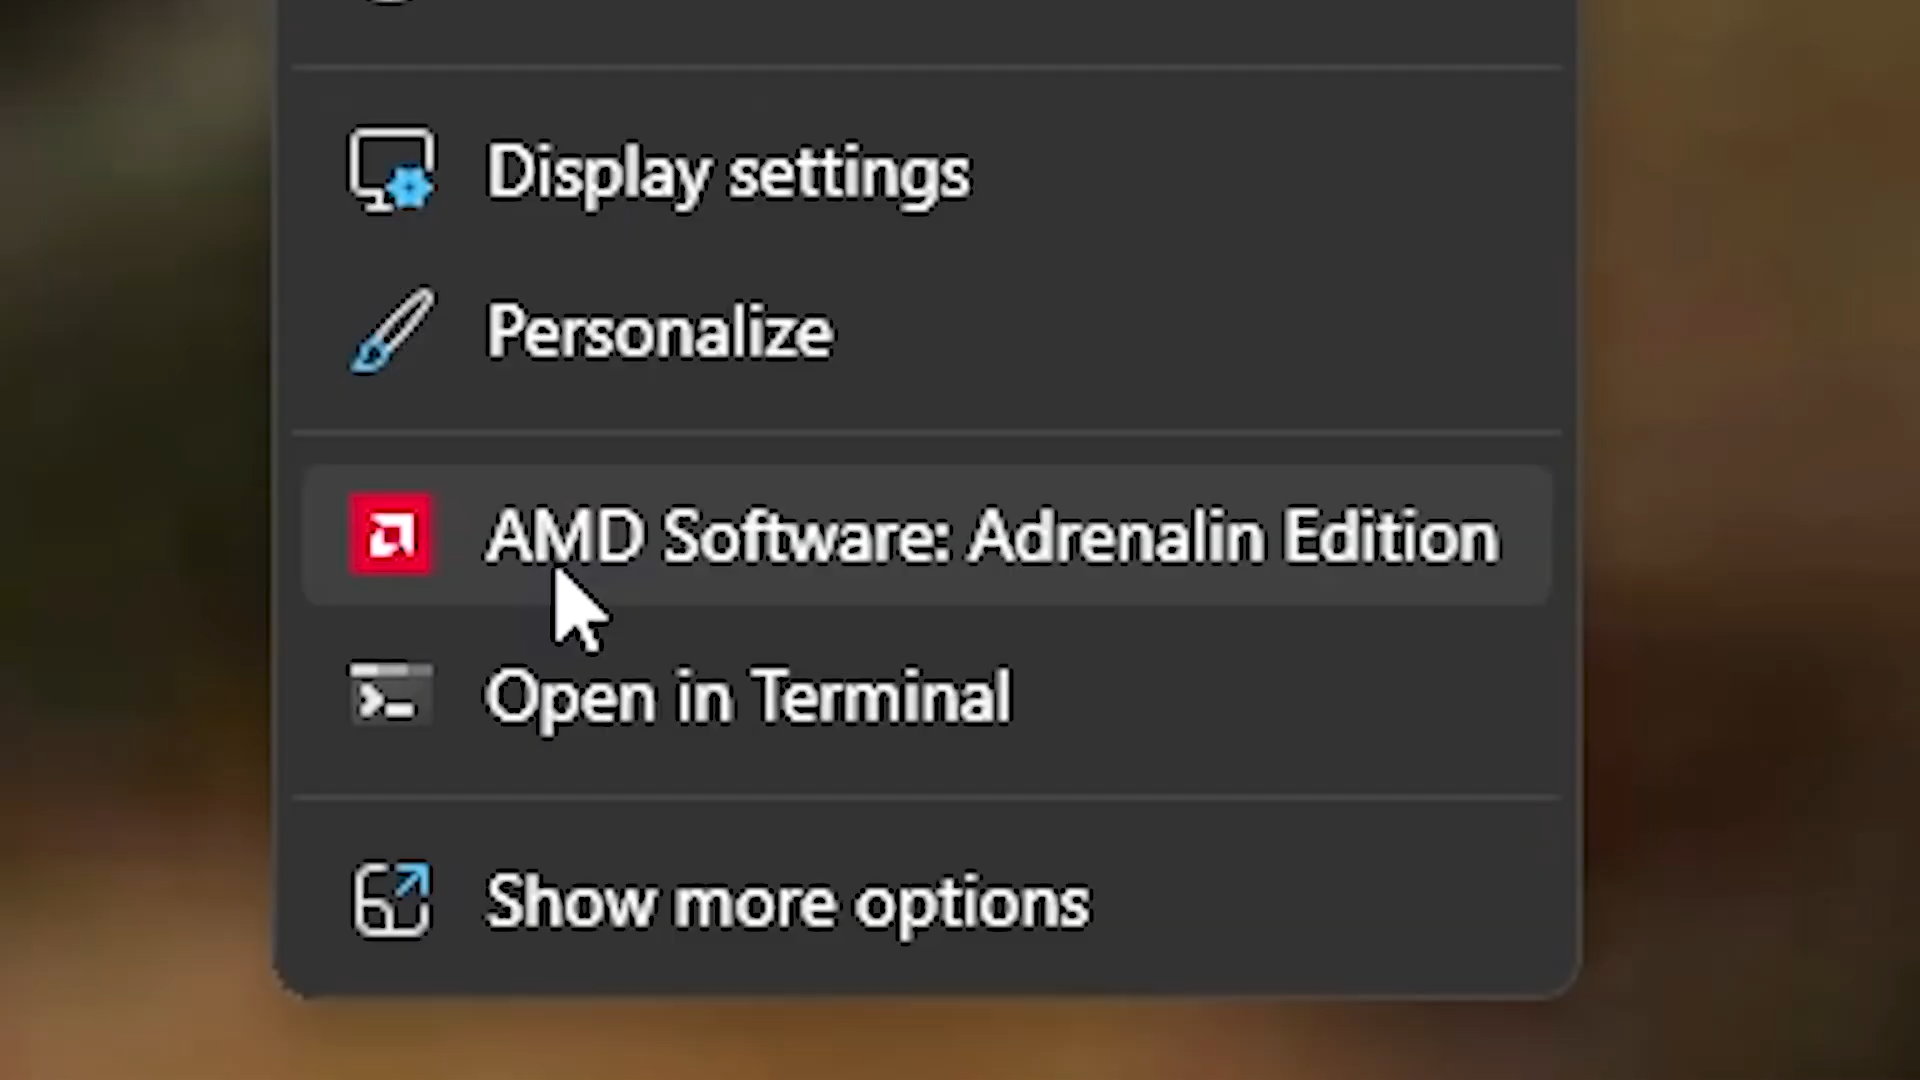 Display settings
Personalize
AMD Software: Adrenalin Edition
Open in Terminal
Show more options